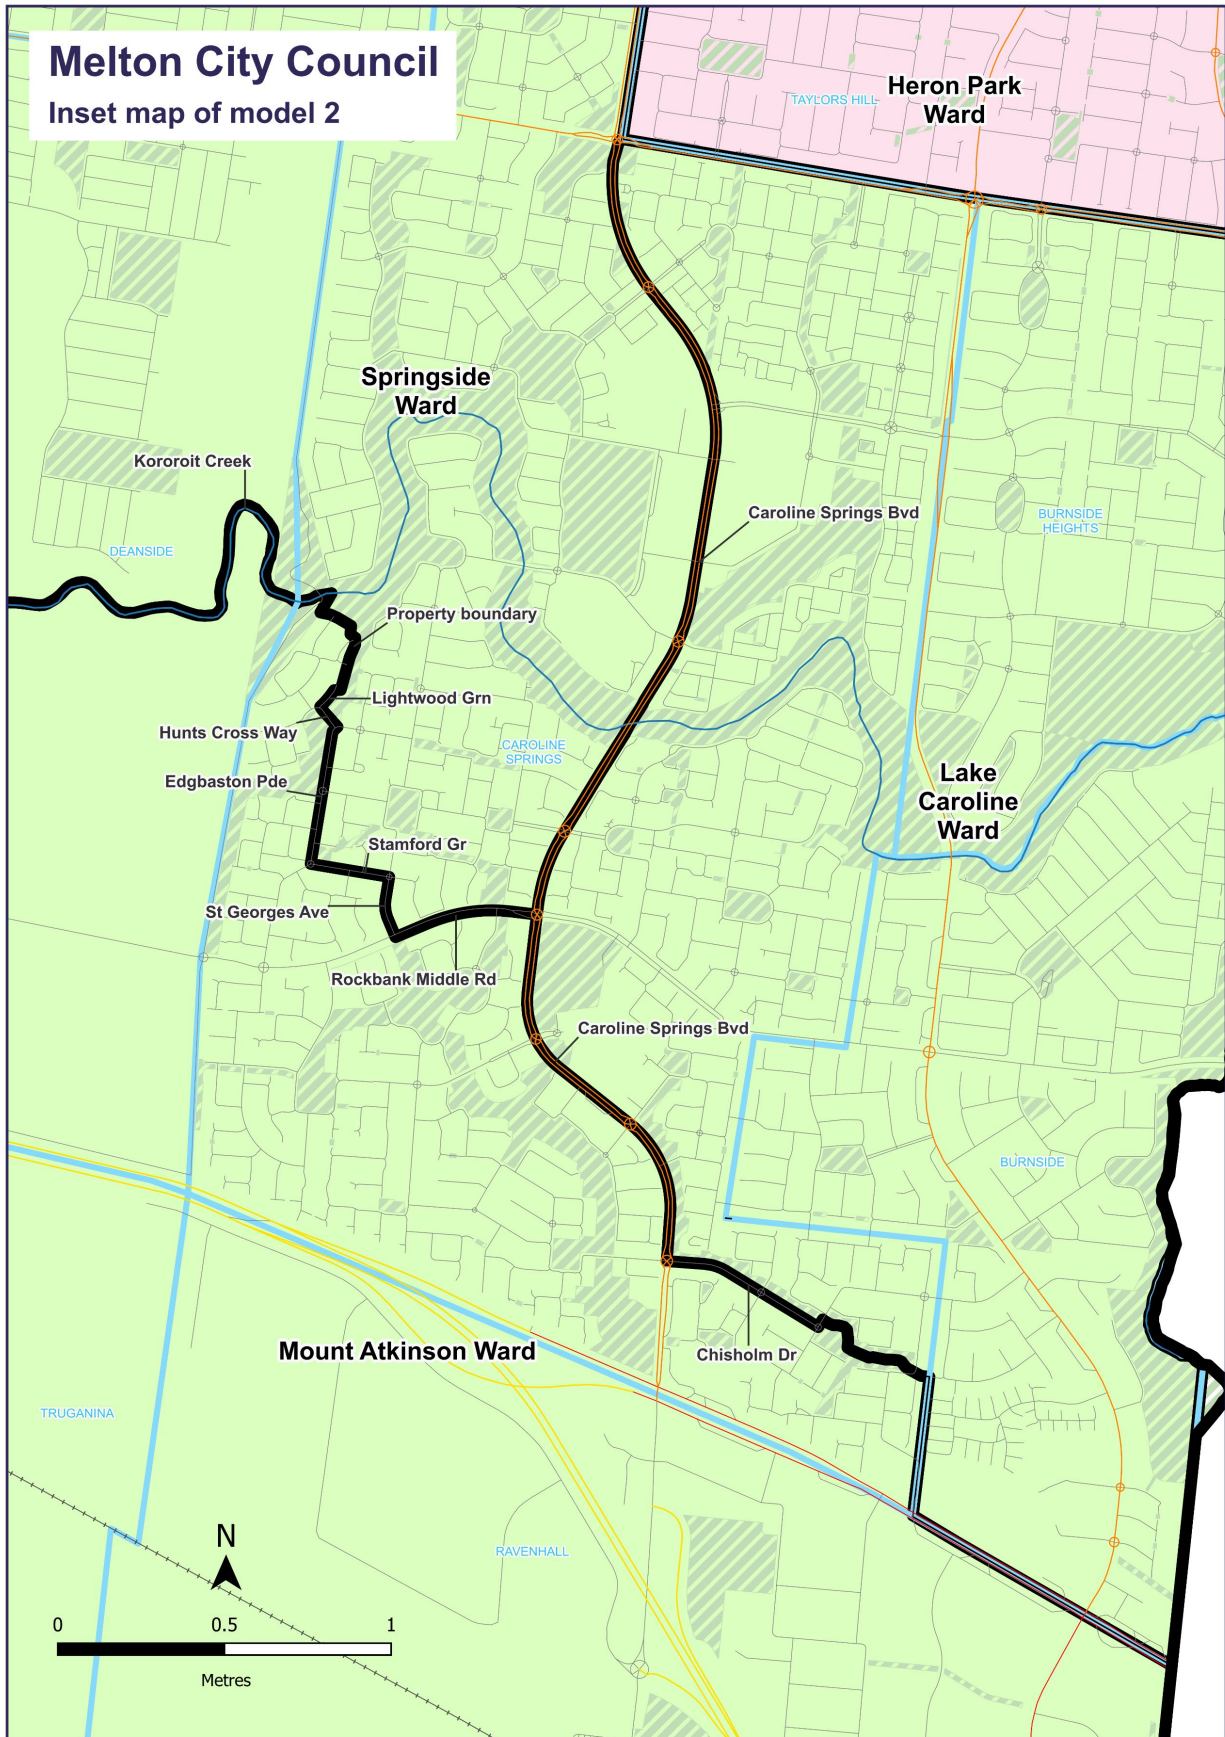 Melton City Council
Inset map of model 2
Heron Park
Ward
TAYLORS HILL
Springside
Ward
Kororoit Creek
Caroline Springs Bvd
BURNSIDE
HEIGHTS
DEANSIDE
Property boundary
Lightwood Grn
Hunts Cross Way
CAROLINE
SPRINGS
Edgbaston Pde
Lake
Caroline
Ward
Stamford Gr
St Georges Ave
Rockbank Middle Rd
Caroline Springs Bvd
BURNSIDE
Mount Atkinson Ward
Chisholm Dr
TRUGANINA
RAVENHALL
N
0 0.5 1
Metres